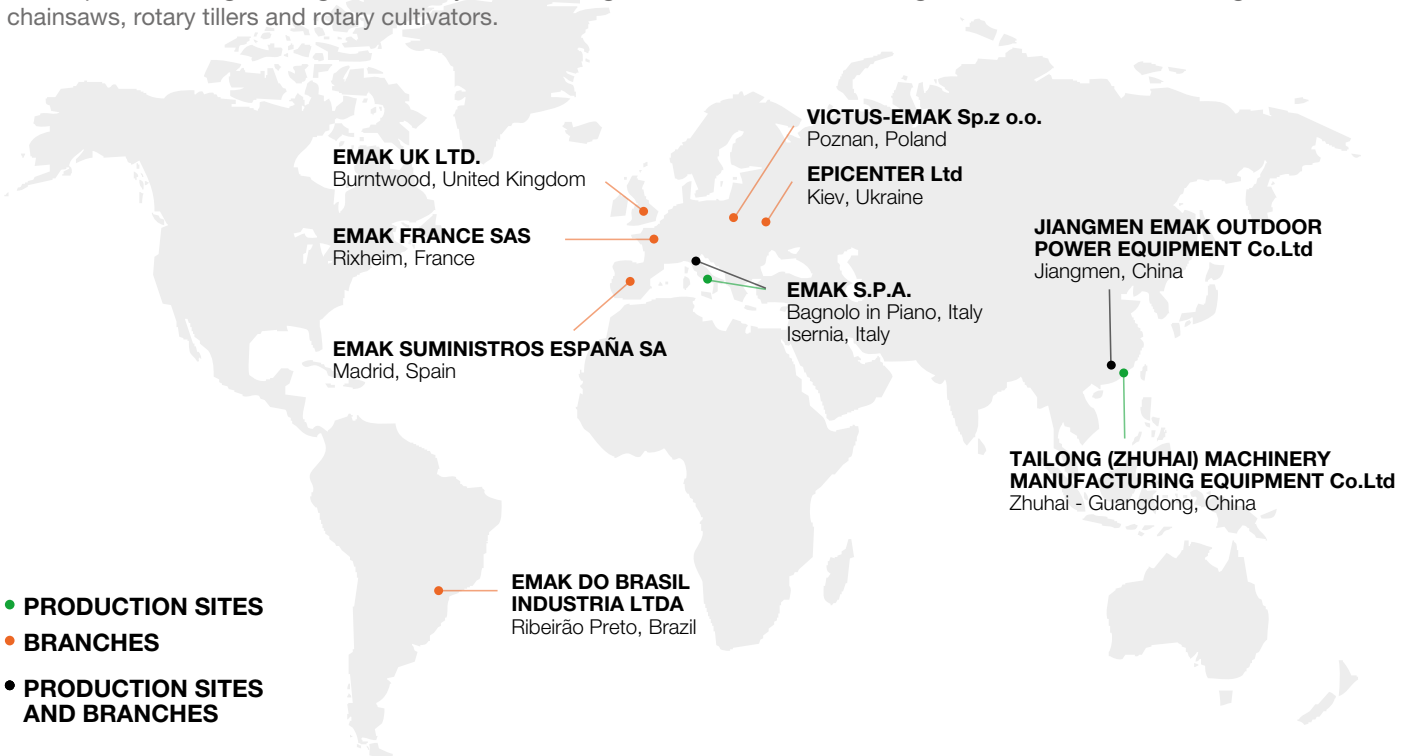 chainsaws, rotary tillers and rotary cultivators.
VICTUS-EMAK Sp.z o.o.
Poznan, Poland
EMAK UK LTD.
Burntwood, United Kingdom
EPICENTER Ltd
Kiev, Ukraine
EMAK FRANCE SAS
Rixheim, France
JIANGMEN EMAK OUTDOOR
POWER EQUIPMENT Co.Ltd
Jiangmen, China
EMAK S.P.A.
Bagnolo in Piano, Italy
Isernia, Italy
EMAK SUMINISTROS ESPAÑA SA
Madrid, Spain
TAILONG (ZHUHAI) MACHINERY
MANUFACTURING EQUIPMENT Co.Ltd
Zhuhai - Guangdong, China
EMAK DO BRASIL
INDUSTRIA LTDA
Ribeirão Preto, Brazil
PRODUCTION SITES
BRANCHES
PRODUCTION SITES
AND BRANCHES